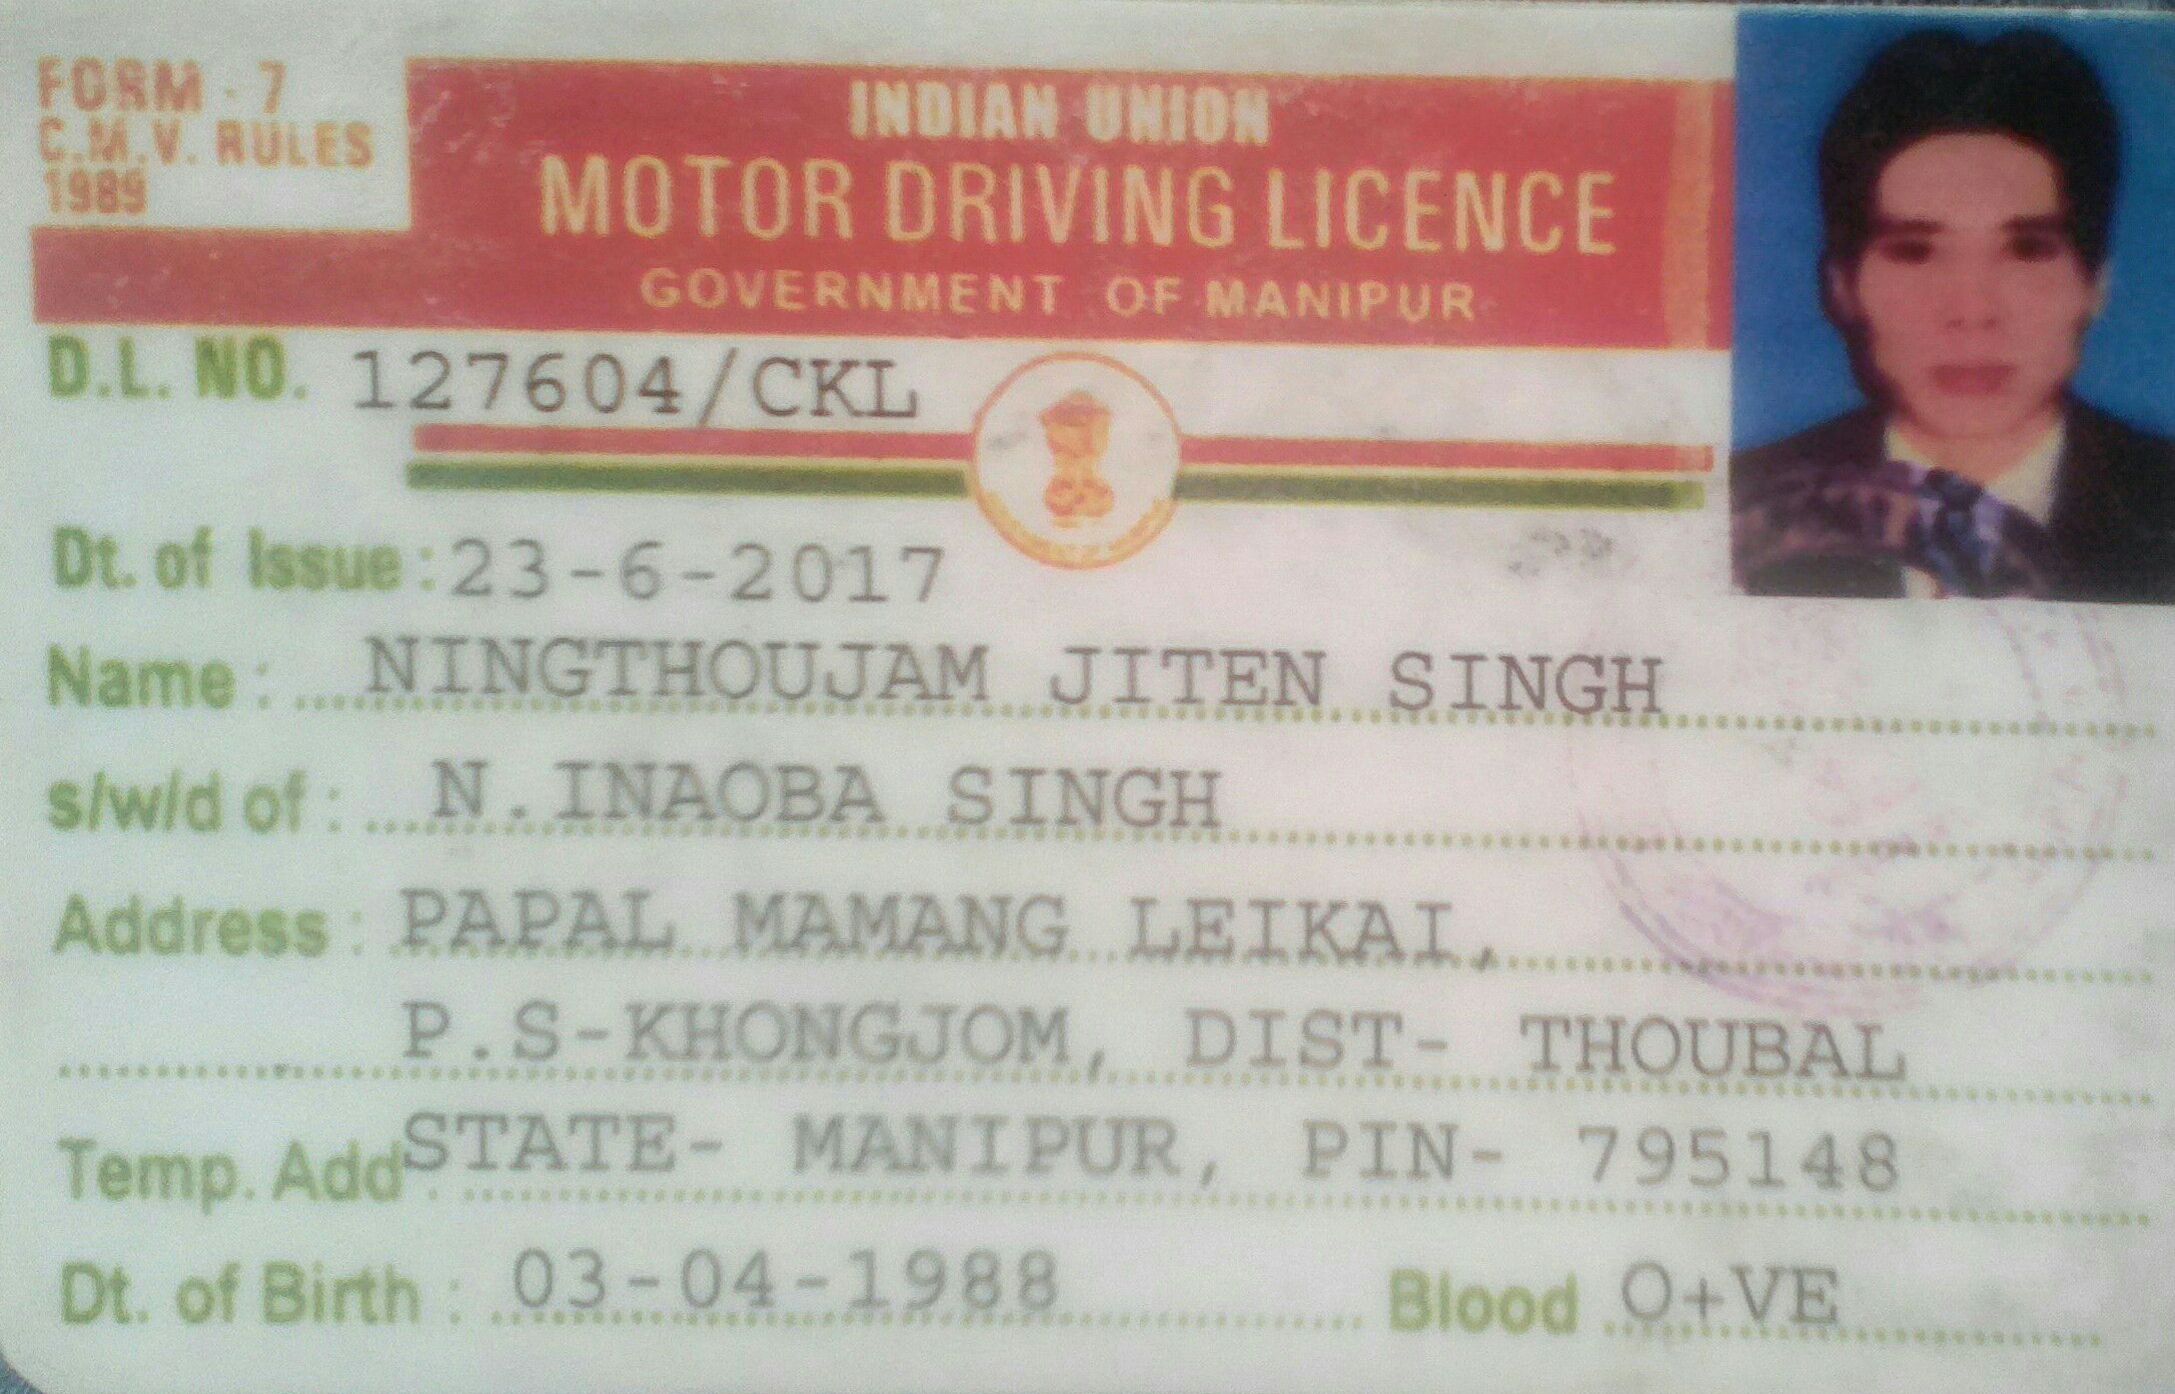 FORM - 7
C.M.V. RULES
1989
INDIAN UNION
MOTOR DRIVING LICENCE
GOVERNMENT OF MANIPUR
D.L. NO. 127604/CKL
Dt. of Issue : 23-6-2017
Name : NINGTHOUJAM JITEN SINGH
s/w/d of : N.INAOBA SINGH
Address : PAPAL MAMANG LEIKAI,
P.S-KHONGJOM, DIST- THOUBAL
Temp. Add : STATE- MANIPUR, PIN- 795148
Dt. of Birth : 03-04-1988 Blood O+VE